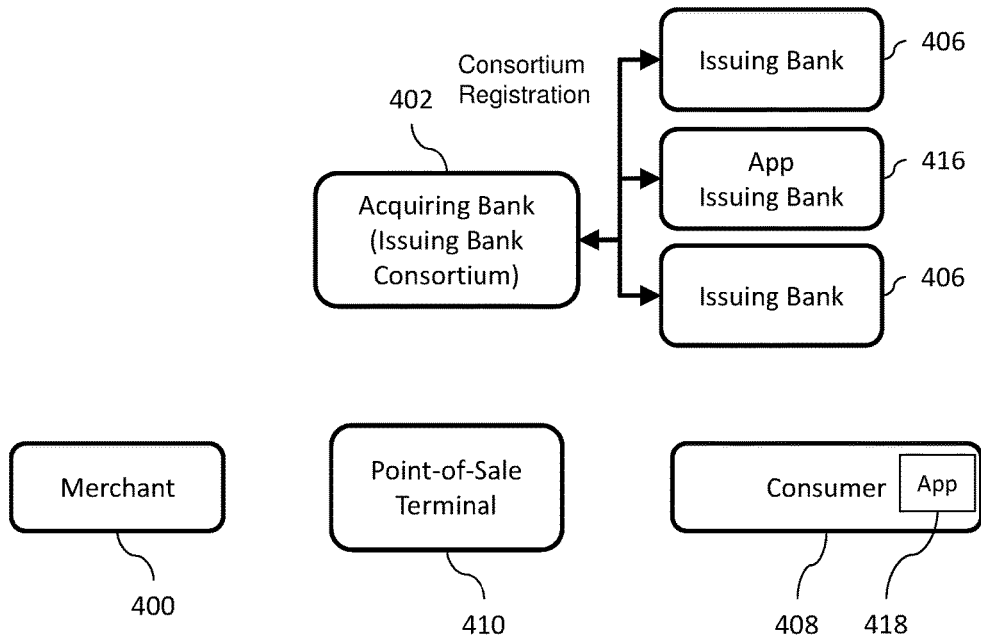 Issuing Bank
406
Consortium
Registration
402
App
Issuing Bank
416
Acquiring Bank
(Issuing Bank
Consortium)
Issuing Bank
406
Merchant
Point-of-Sale
Terminal
Consumer
App
400
410
408
418